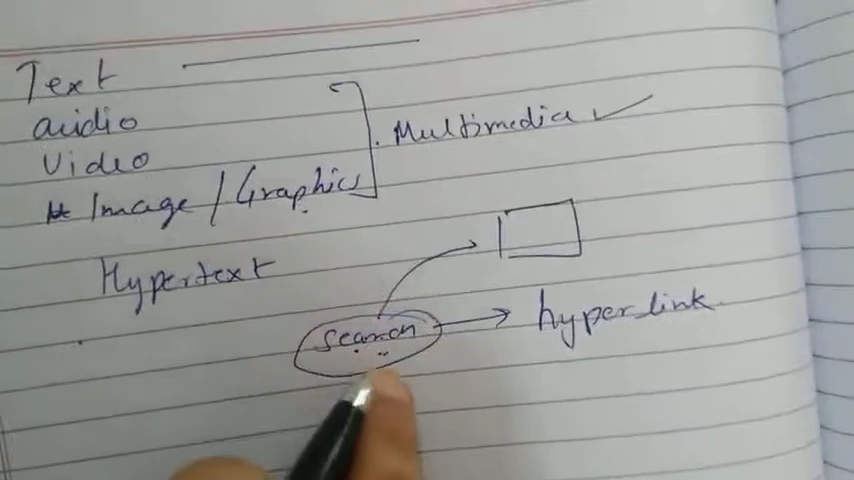 Text
audio
Video
Image / Graphics
Multimedia
Hypertext
search
hyperlink